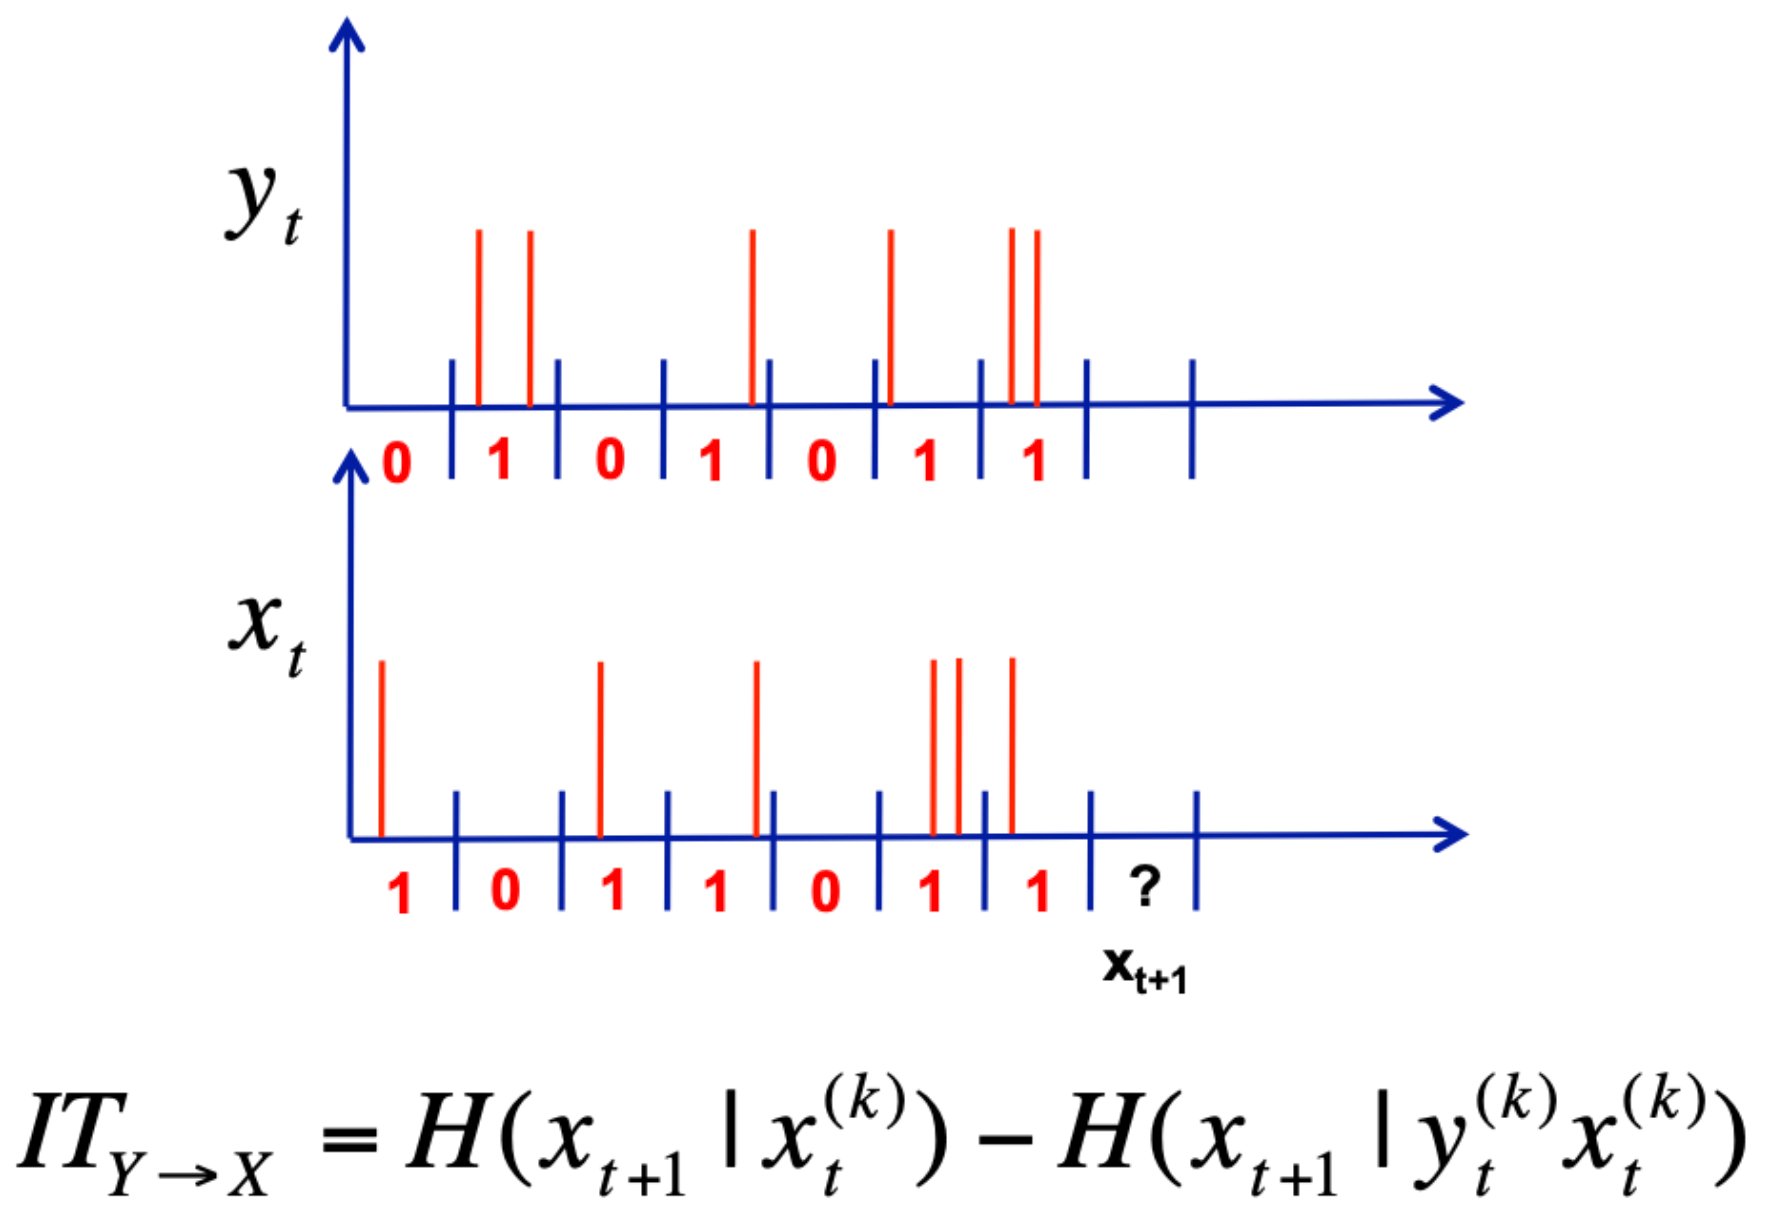 y_t
0 1 0 1 0 1 1
x_t
1 0 1 1 0 1 1 ?
x_{t+1}
IT_{Y→X} = H(x_{t+1} | x_t^{(k)}) − H(x_{t+1} | y_t^{(k)} x_t^{(k)})